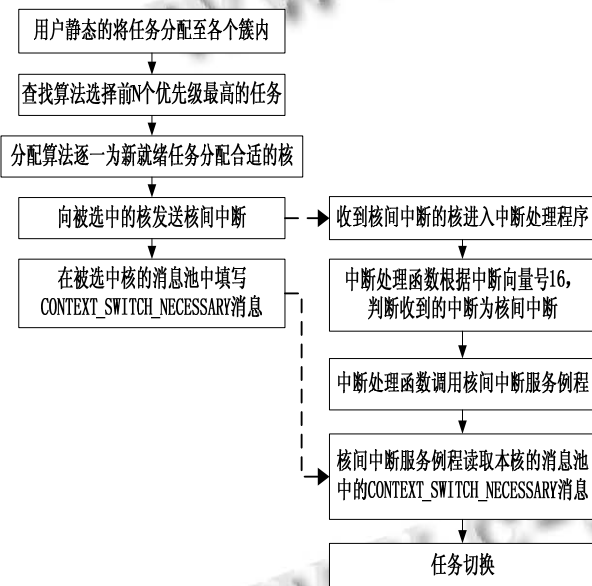 用户静态的将任务分配至各个簇内
查找算法选择前N个优先级最高的任务
分配算法逐一为新就绪任务分配合适的核
向被选中的核发送核间中断
在被选中核的消息池中填写
CONTEXT_SWITCH_NECESSARY消息
收到核间中断的核进入中断处理程序
中断处理函数根据中断向量号16，
判断收到的中断为核间中断
中断处理函数调用核间中断服务例程
核间中断服务例程读取本核的消息池
中的CONTEXT_SWITCH_NECESSARY消息
任务切换